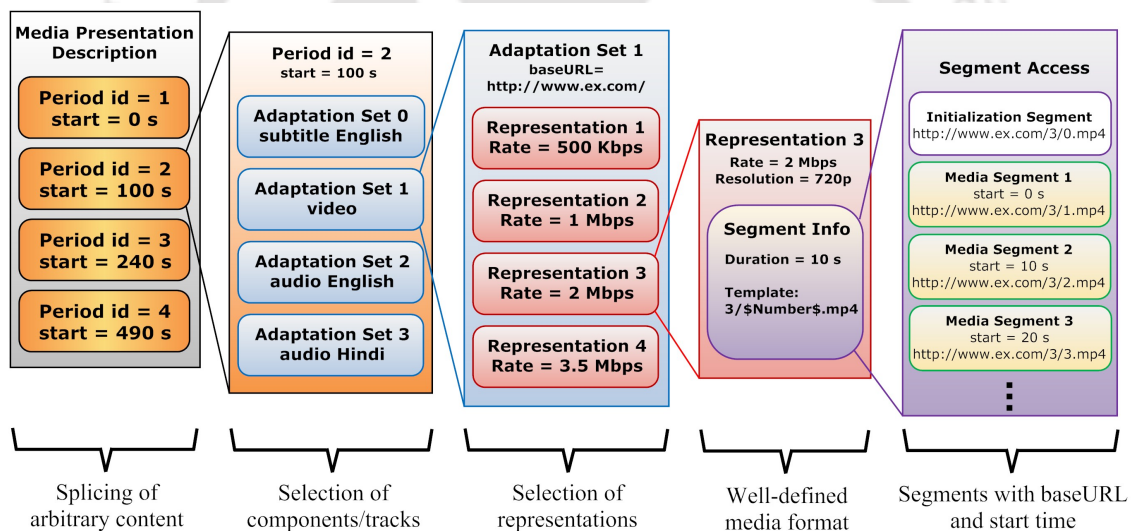 Media Presentation
Description
Period id = 1
start = 0 s
Period id = 2
start = 100 s
Period id = 3
start = 240 s
Period id = 4
start = 490 s
Period id = 2
start = 100 s
Adaptation Set 0
subtitle English
Adaptation Set 1
video
Adaptation Set 2
audio English
Adaptation Set 3
audio Hindi
Adaptation Set 1
baseURL=
http://www.ex.com/
Representation 1
Rate = 500 Kbps
Representation 2
Rate = 1 Mbps
Representation 3
Rate = 2 Mbps
Representation 4
Rate = 3.5 Mbps
Representation 3
Rate = 2 Mbps
Resolution = 720p
Segment Info
Duration = 10 s
Template:
3/$Number$.mp4
Segment Access
Initialization Segment
http://www.ex.com/3/0.mp4
Media Segment 1
start = 0 s
http://www.ex.com/3/1.mp4
Media Segment 2
start = 10 s
http://www.ex.com/3/2.mp4
Media Segment 3
start = 20 s
http://www.ex.com/3/3.mp4
Splicing of
arbitrary content
Selection of
components/tracks
Selection of
representations
Well-defined
media format
Segments with baseURL
and start time